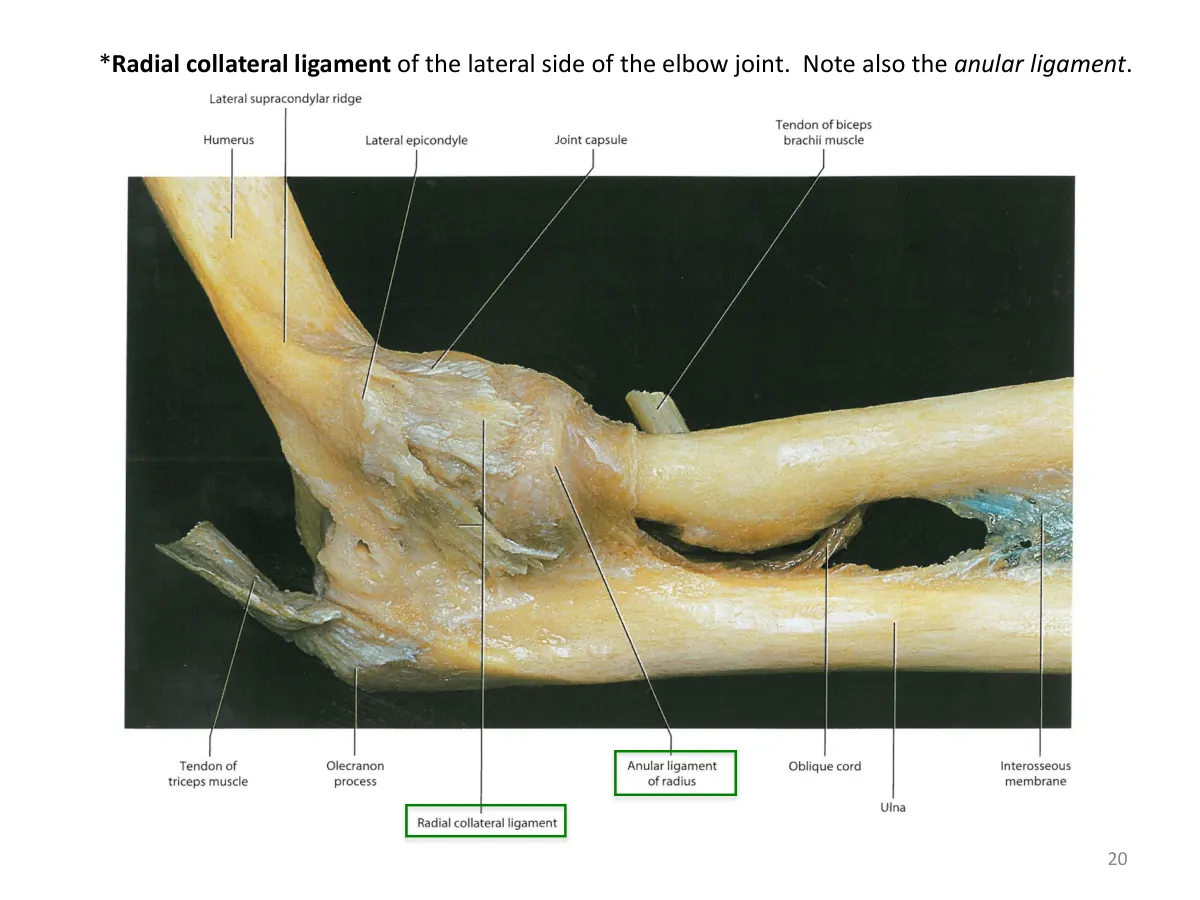 *Radial collateral ligament of the lateral side of the elbow joint.  Note also the anular ligament.
Lateral supracondylar ridge
Humerus
Lateral epicondyle
Joint capsule
Tendon of biceps
brachii muscle
Tendon of
triceps muscle
Olecranon
process
Radial collateral ligament
Anular ligament
of radius
Oblique cord
Ulna
Interosseous
membrane
20